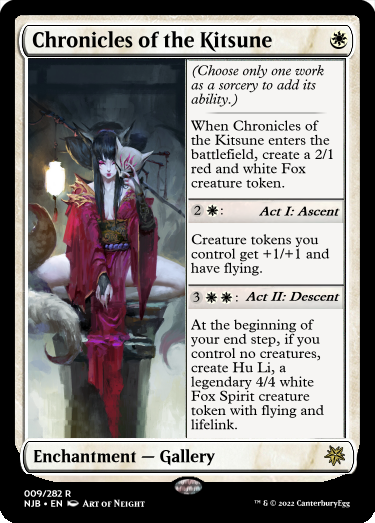 Chronicles of the Kitsune
(Choose only one work
as a sorcery to add its
ability.)
When Chronicles of
the Kitsune enters the
battlefield, create a 2/1
red and white Fox
creature token.
2 : Act I: Ascent
Creature tokens you
control get +1/+1 and
have flying.
3 : Act II: Descent
At the beginning of
your end step, if you
control no creatures,
create Hu Li, a
legendary 4/4 white
Fox Spirit creature
token with flying and
lifelink.
Enchantment — Gallery
009/282 R
NJB • EN Art of Neight
™ & © 2022 CanterburyEgg